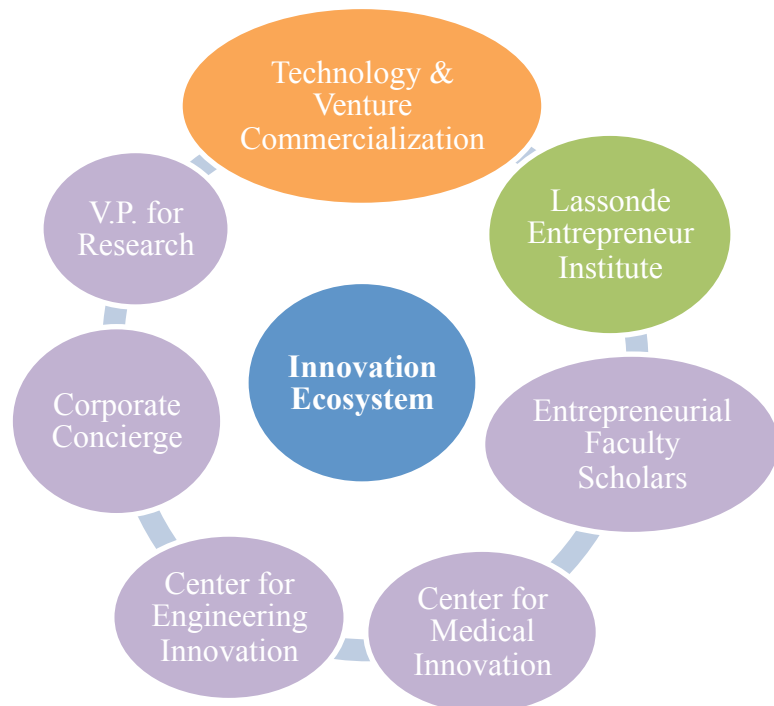 Technology &
Venture
Commercialization
Lassonde
Entrepreneur
Institute
V.P. for
Research
Innovation
Ecosystem
Corporate
Concierge
Entrepreneurial
Faculty
Scholars
Center for
Engineering
Innovation
Center for
Medical
Innovation